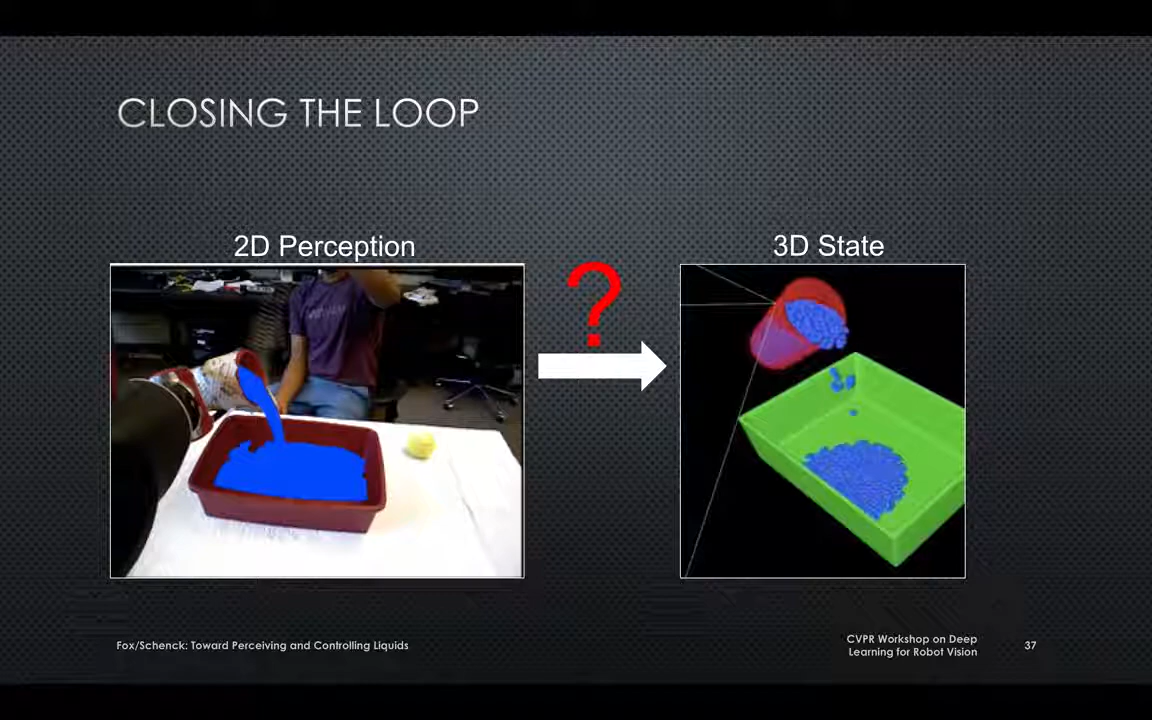 CLOSING THE LOOP
2D Perception
?
3D State
Fox/Schenck: Toward Perceiving and Controlling Liquids
CVPR Workshop on Deep
Learning for Robot Vision
37